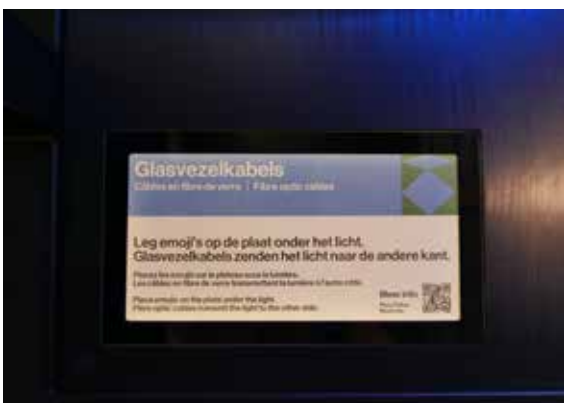 Glasvezelkabels
Câbles en fibre de verre | Fibre optic cables
Leg emoji's op de plaat onder het licht.
Glasvezelkabels zenden het licht naar de andere kant.
Placez les emojis sur le plateau sous la lumière.
Les câbles en fibre de verre transmettent la lumière à l'autre côté.
Place emojis on the plate under the light.
Fibre optic cables transmit the light to the other side.
Meer info